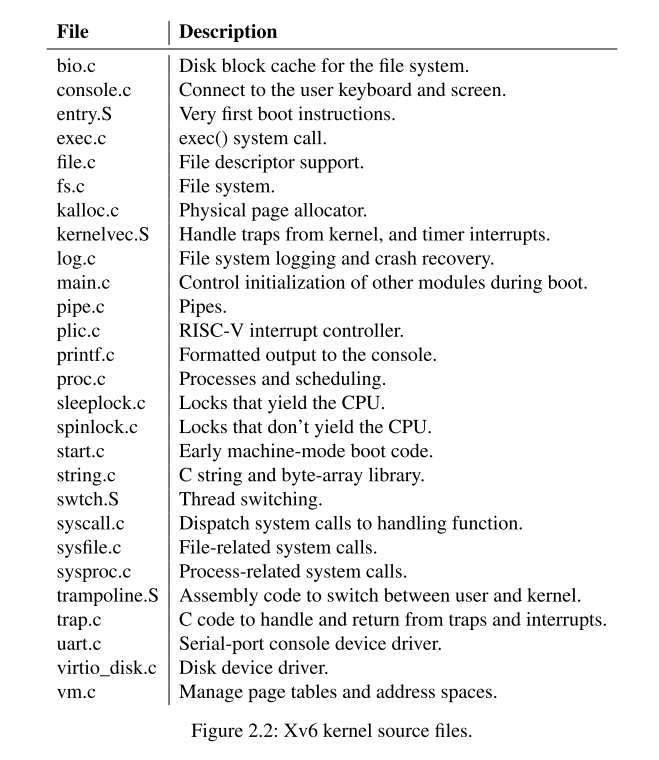 File Description
bio.c Disk block cache for the file system.
console.c Connect to the user keyboard and screen.
entry.S Very first boot instructions.
exec.c exec() system call.
file.c File descriptor support.
fs.c File system.
kalloc.c Physical page allocator.
kernelvec.S Handle traps from kernel, and timer interrupts.
log.c File system logging and crash recovery.
main.c Control initialization of other modules during boot.
pipe.c Pipes.
plic.c RISC-V interrupt controller.
printf.c Formatted output to the console.
proc.c Processes and scheduling.
sleeplock.c Locks that yield the CPU.
spinlock.c Locks that don’t yield the CPU.
start.c Early machine-mode boot code.
string.c C string and byte-array library.
swtch.S Thread switching.
syscall.c Dispatch system calls to handling function.
sysfile.c File-related system calls.
sysproc.c Process-related system calls.
trampoline.S Assembly code to switch between user and kernel.
trap.c C code to handle and return from traps and interrupts.
uart.c Serial-port console device driver.
virtio_disk.c Disk device driver.
vm.c Manage page tables and address spaces.
Figure 2.2: Xv6 kernel source files.